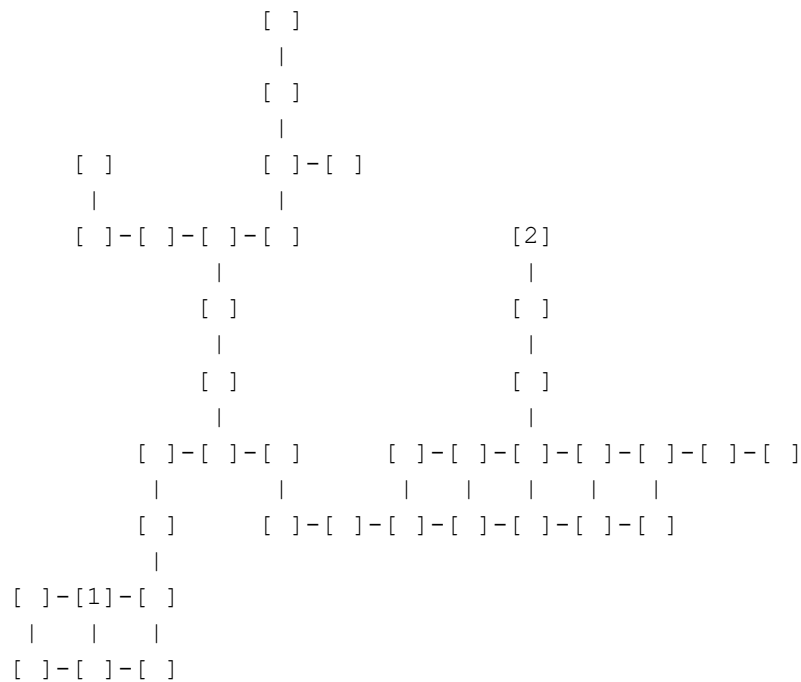 [ ]
                 |
                [ ]
                 |
    [ ]         [ ]-[ ]
     |           |
    [ ]-[ ]-[ ]-[ ]             [2]
             |                   |
            [ ]                 [ ]
             |                   |
            [ ]                 [ ]
             |                   |
        [ ]-[ ]-[ ]     [ ]-[ ]-[ ]-[ ]-[ ]-[ ]-[ ]
         |       |       |   |   |   |   |
        [ ]     [ ]-[ ]-[ ]-[ ]-[ ]-[ ]-[ ]
         |
[ ]-[1]-[ ]
 |   |   |
[ ]-[ ]-[ ]